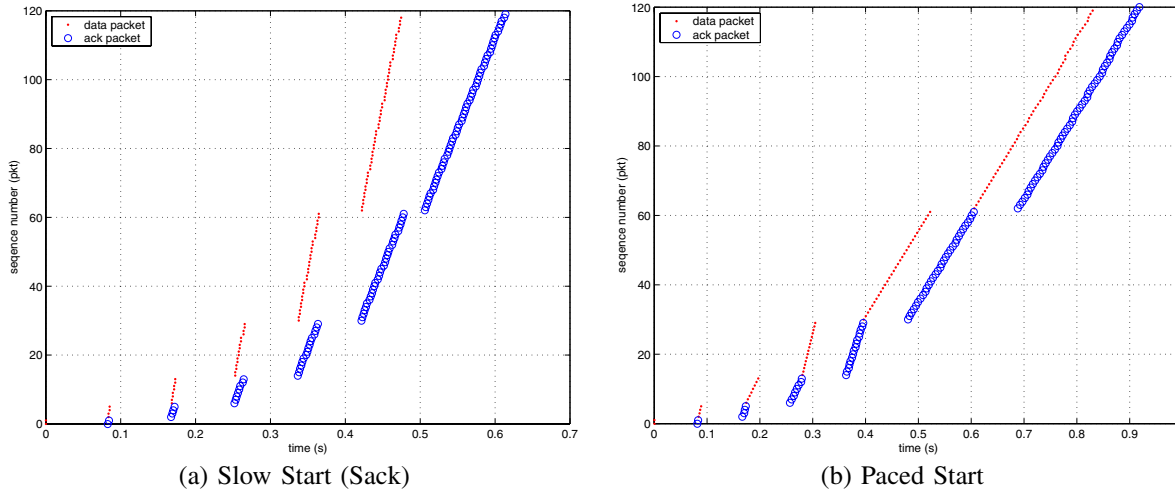 120
100
80
60
40
20
0
seqence number (pkt)
data packet
ack packet
0 0.1 0.2 0.3 0.4 0.5 0.6 0.7
time (s)
(a) Slow Start (Sack)
120
100
80
60
40
20
0
seqence number (pkt)
data packet
ack packet
0 0.1 0.2 0.3 0.4 0.5 0.6 0.7 0.8 0.9
time (s)
(b) Paced Start